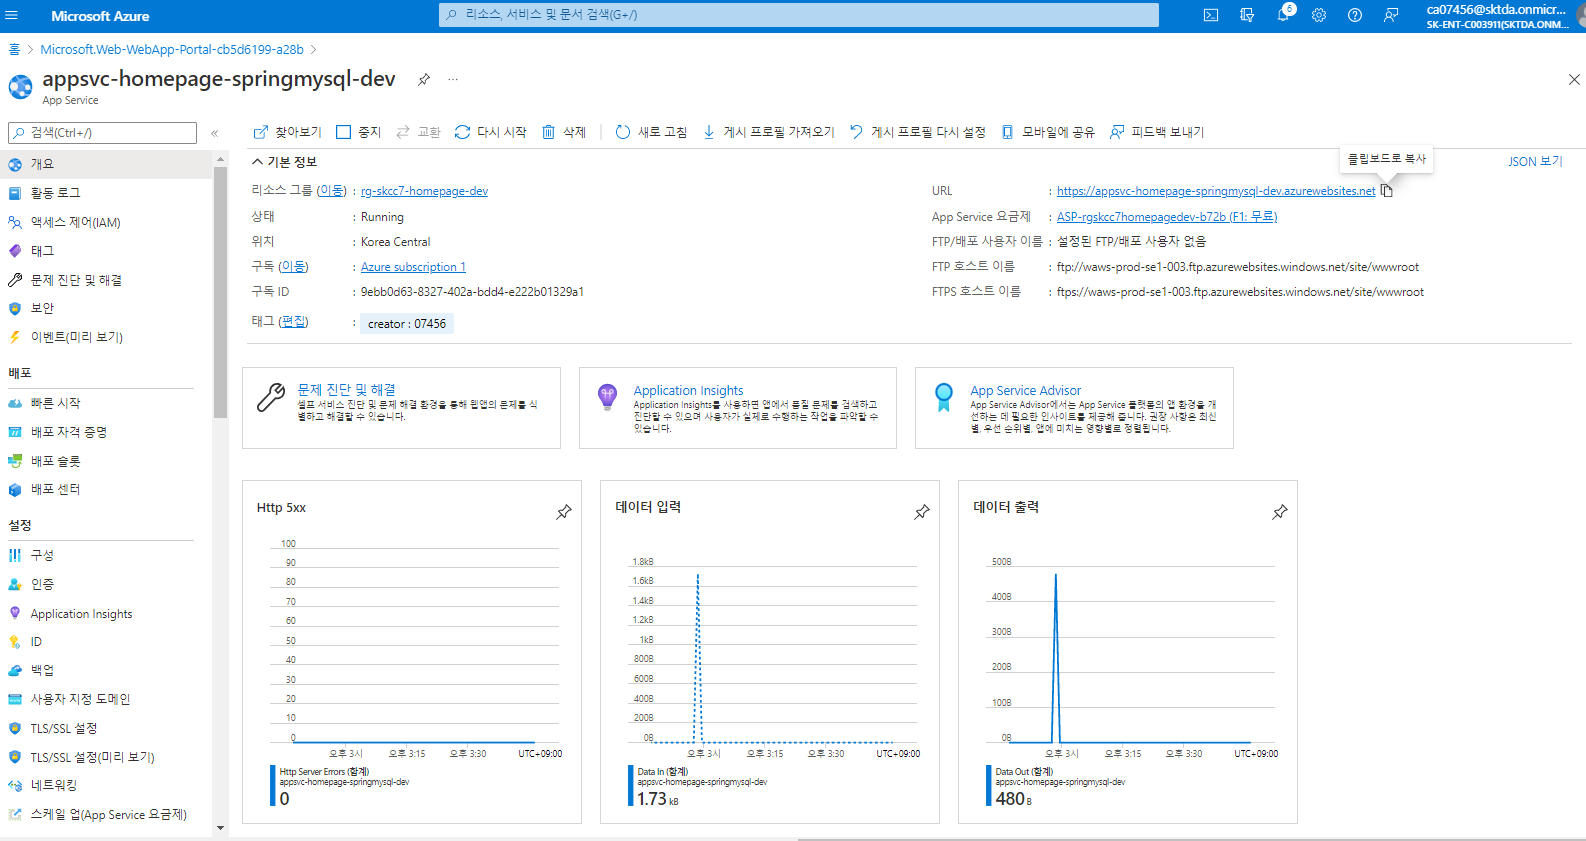 Microsoft Azure
리소스, 서비스 및 문서 검색(G+/)
6
ca07456@sktda.onmicr...
SK-ENT-C003911(SKTDA.ONM...
홈 > Microsoft.Web-WebApp-Portal-cb5d6199-a28b >
appsvc-homepage-springmysql-dev
...
App Service
검색(Ctrl+/)
«
찾아보기
중지
교환
다시 시작
삭제
새로 고침
게시 프로필 가져오기
게시 프로필 다시 설정
모바일에 공유
피드백 보내기
개요
활동 로그
액세스 제어(IAM)
태그
문제 진단 및 해결
보안
이벤트(미리 보기)
배포
빠른 시작
배포 자격 증명
배포 슬롯
배포 센터
설정
구성
인증
Application Insights
ID
백업
사용자 지정 도메인
TLS/SSL 설정
TLS/SSL 설정(미리 보기)
네트워킹
스케일 업(App Service 요금제)
기본 정보
클립보드로 복사
JSON 보기
리소스 그룹 (이동) : rg-skcc7-homepage-dev
상태 : Running
위치 : Korea Central
구독 (이동) : Azure subscription 1
구독 ID : 9ebb0d63-8327-402a-bdd4-e222b01329a1
태그 (편집) : creator : 07456
URL : https://appsvc-homepage-springmysql-dev.azurewebsites.net
App Service 요금제 : ASP-rgskcc7homepagedev-b72b (F1: 무료)
FTP/배포 사용자 이름 : 설정된 FTP/배포 사용자 없음
FTP 호스트 이름 : ftp://waws-prod-se1-003.ftp.azurewebsites.windows.net/site/wwwroot
FTPS 호스트 이름 : ftps://waws-prod-se1-003.ftp.azurewebsites.windows.net/site/wwwroot
문제 진단 및 해결
셀프 서비스 진단 및 문제 해결 환경을 통해 웹앱의 문제를 식
별하고 해결할 수 있습니다.
Application Insights
Application Insights를 사용하면 앱에서 품질 문제를 검색하고
진단할 수 있으며 사용자가 실제로 수행하는 작업을 파악할 수
있습니다.
App Service Advisor
App Service Advisor에서는 App Service 플랫폼의 앱 환경을 개
선하는 데 필요한 인사이트를 제공해 줍니다. 권장 사항은 최신
별, 우선 순위별, 앱에 미치는 영향별로 정렬됩니다.
Http 5xx
100
90
80
70
60
50
40
30
20
10
0
오후 3시 오후 3:15 오후 3:30 UTC+09:00
Http Server Errors (합계)
appsvc-homepage-springmysql-dev
0
데이터 입력
1.8kB
1.6kB
1.4kB
1.2kB
1kB
800B
600B
400B
200B
0B
오후 3시 오후 3:15 오후 3:30 UTC+09:00
Data In (합계)
appsvc-homepage-springmysql-dev
1.73 kB
데이터 출력
500B
400B
300B
200B
100B
0B
오후 3시 오후 3:15 오후 3:30 UTC+09:00
Data Out (합계)
appsvc-homepage-springmysql-dev
480 B